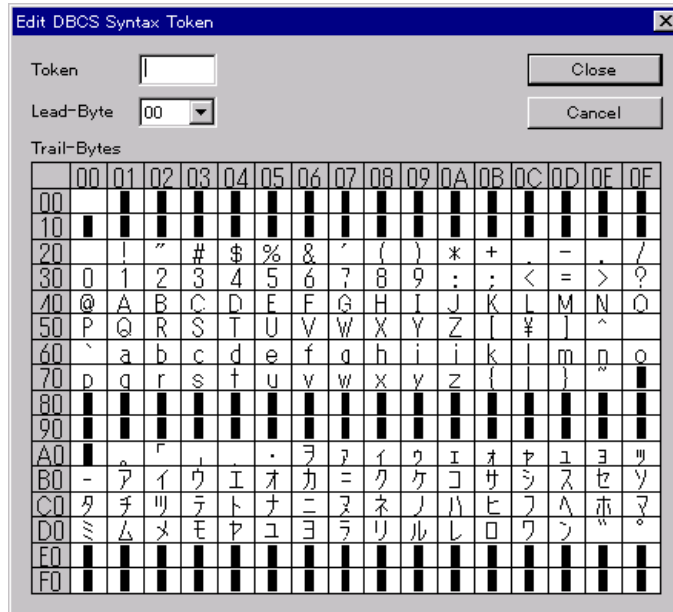 Edit DBCS Syntax Token
Token
Close
Lead-Byte 00
Cancel
Trail-Bytes
00 01 02 03 04 05 06 07 08 09 0A 0B 0C 0D 0E 0F
00
10
20 ! " # $ % & ' ( ) * + , - . /
30 0 1 2 3 4 5 6 7 8 9 : ; < = > ?
40 @ A B C D E F G H I J K L M N O
50 P Q R S T U V W X Y Z [ ¥ ] ^
60 ` a b c d e f g h i j k l m n o
70 p q r s t u v w x y z { | } ~
80
90
A0 ｡ ｢ ｣ ､ ･ ｦ ｧ ｨ ｩ ｪ ｫ ｬ ｭ ｮ ｯ
B0 ｰ ｱ ｲ ｳ ｴ ｵ ｶ ｷ ｸ ｹ ｺ ｻ ｼ ｽ ｾ ｿ
C0 ﾀ ﾁ ﾂ ﾃ ﾄ ﾅ ﾆ ﾇ ﾈ ﾉ ﾊ ﾋ ﾌ ﾍ ﾎ ﾏ
D0 ﾐ ﾑ ﾒ ﾓ ﾔ ﾕ ﾖ ﾗ ﾘ ﾙ ﾚ ﾛ ﾜ ﾝ ﾞ ﾟ
E0
F0